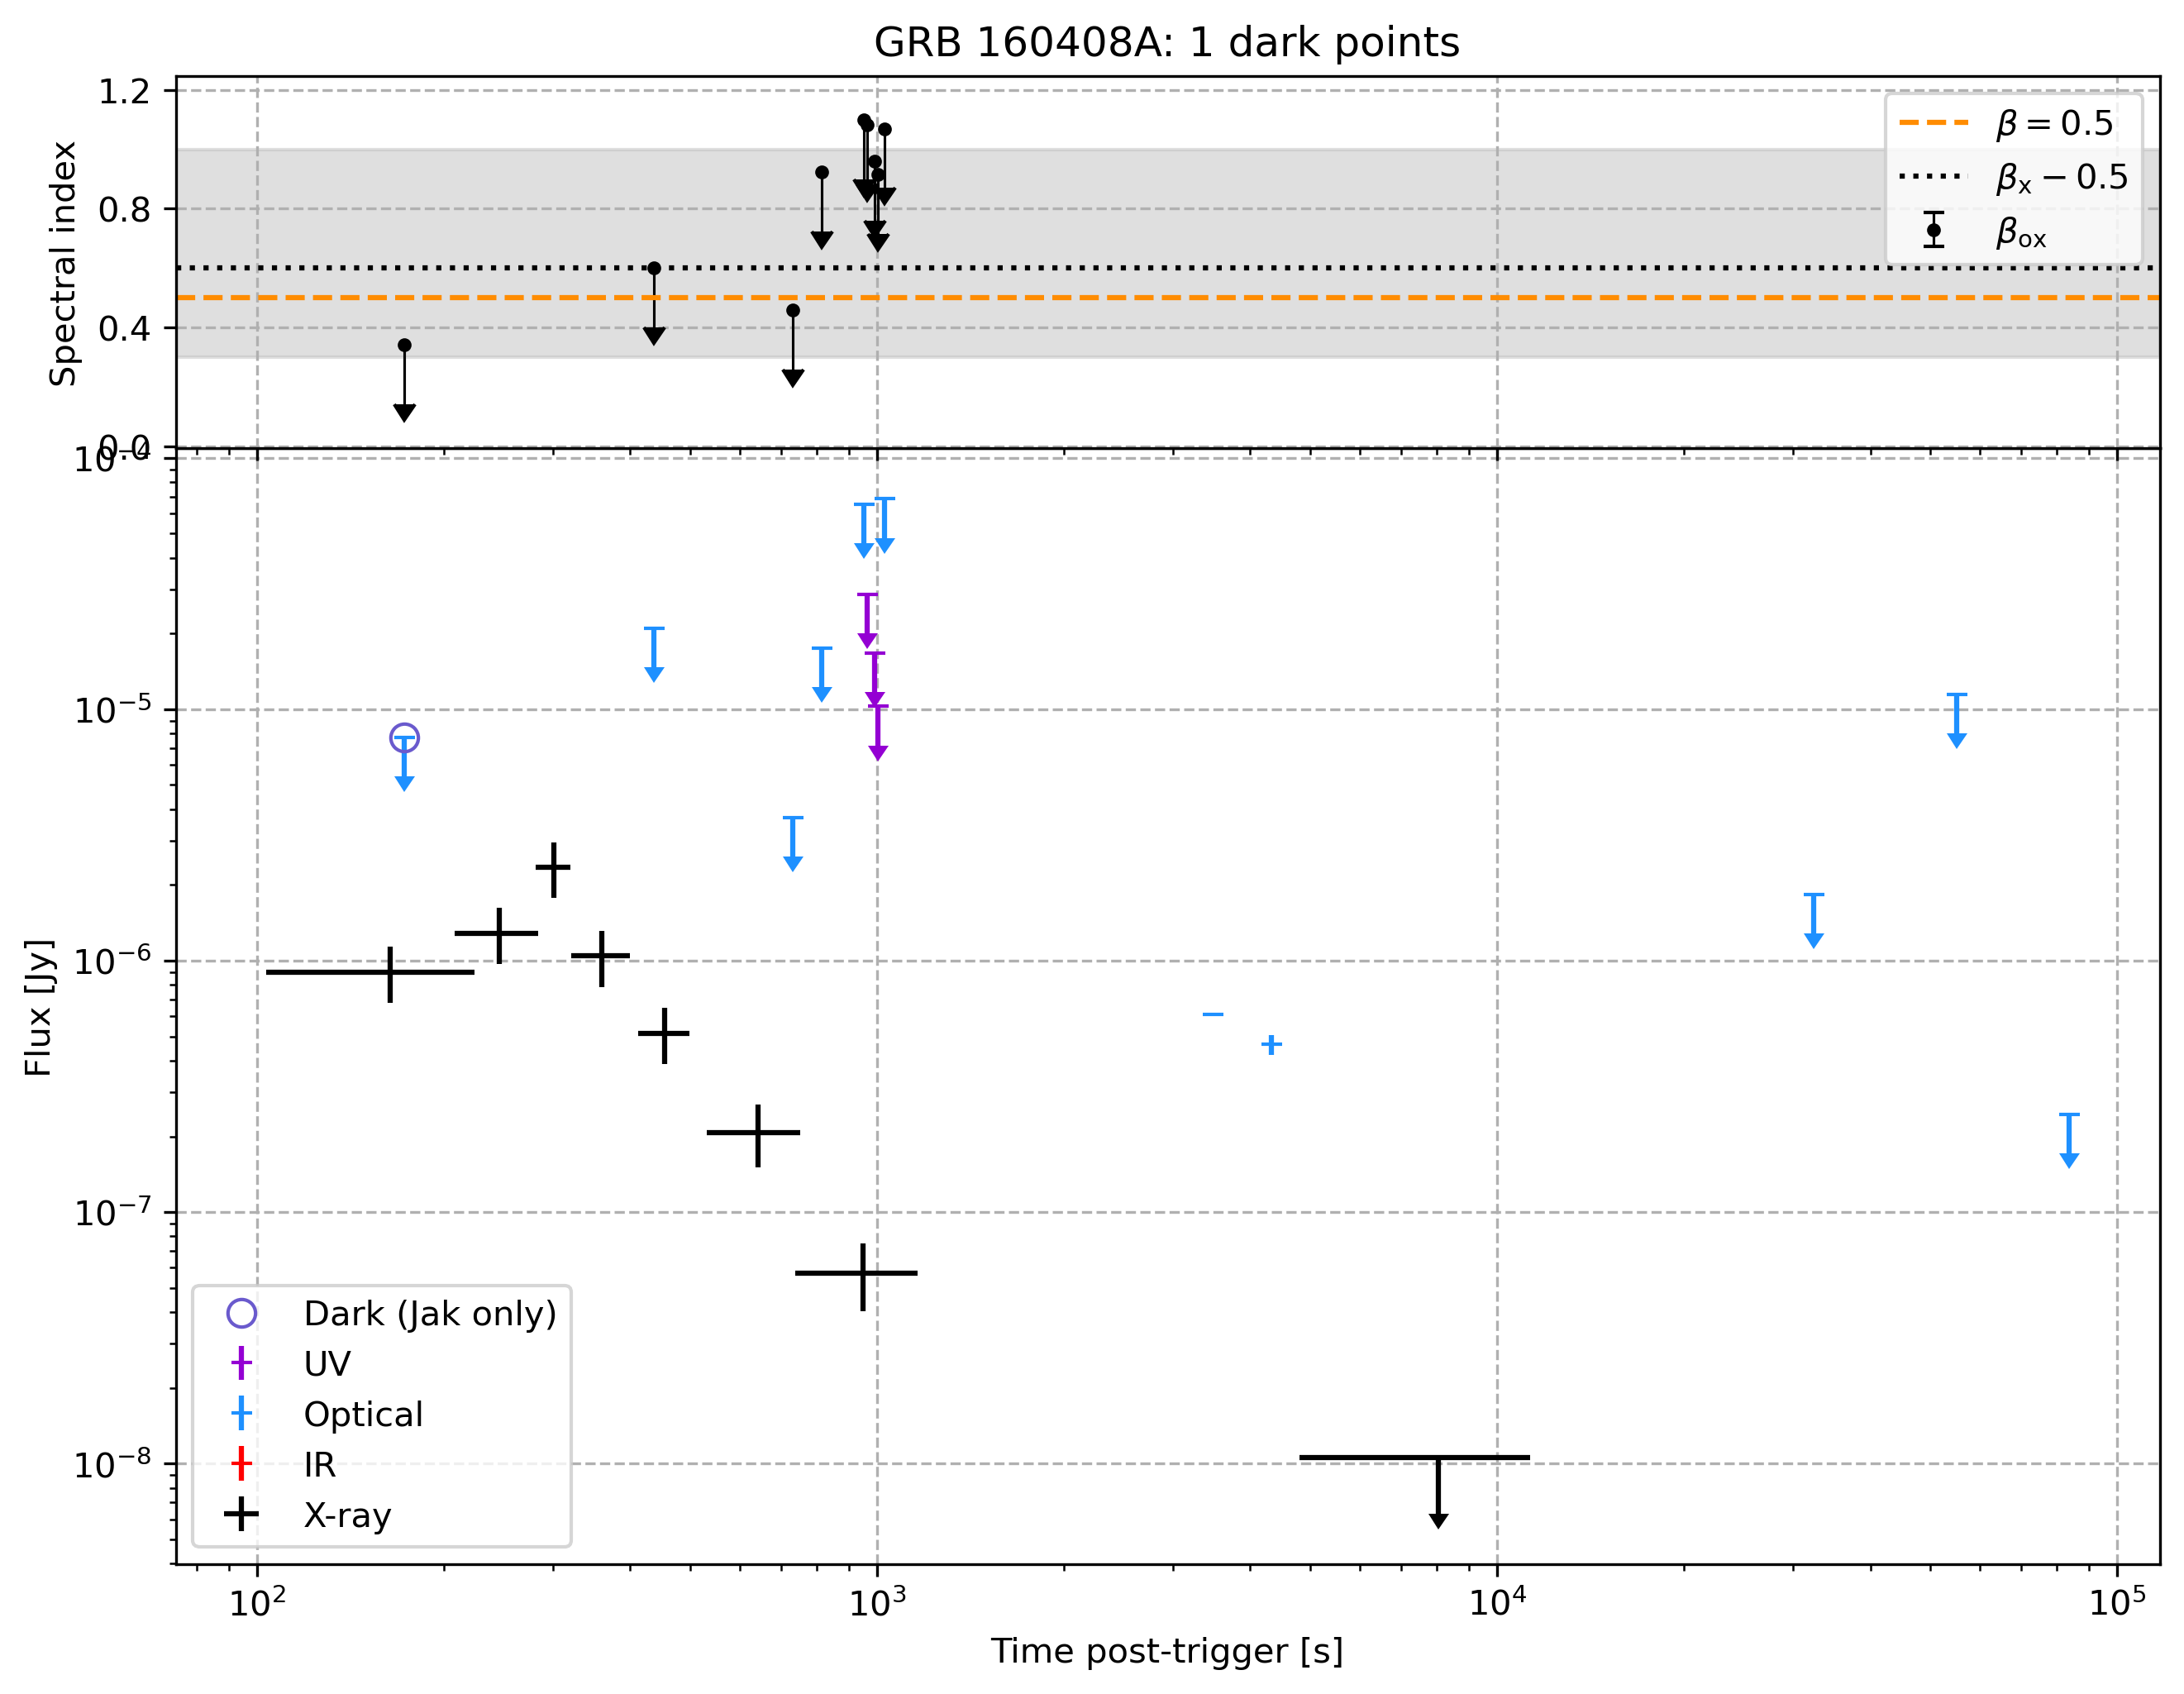 GRB 160408A: 1 dark points
Spectral index
1.2
0.8
0.4
0.0
β = 0.5
βₓ − 0.5
βₒₓ
Flux [Jy]
10⁻⁴
10⁻⁵
10⁻⁶
10⁻⁷
10⁻⁸
Dark (Jak only)
UV
Optical
IR
X-ray
10²
10³
10⁴
10⁵
Time post-trigger [s]